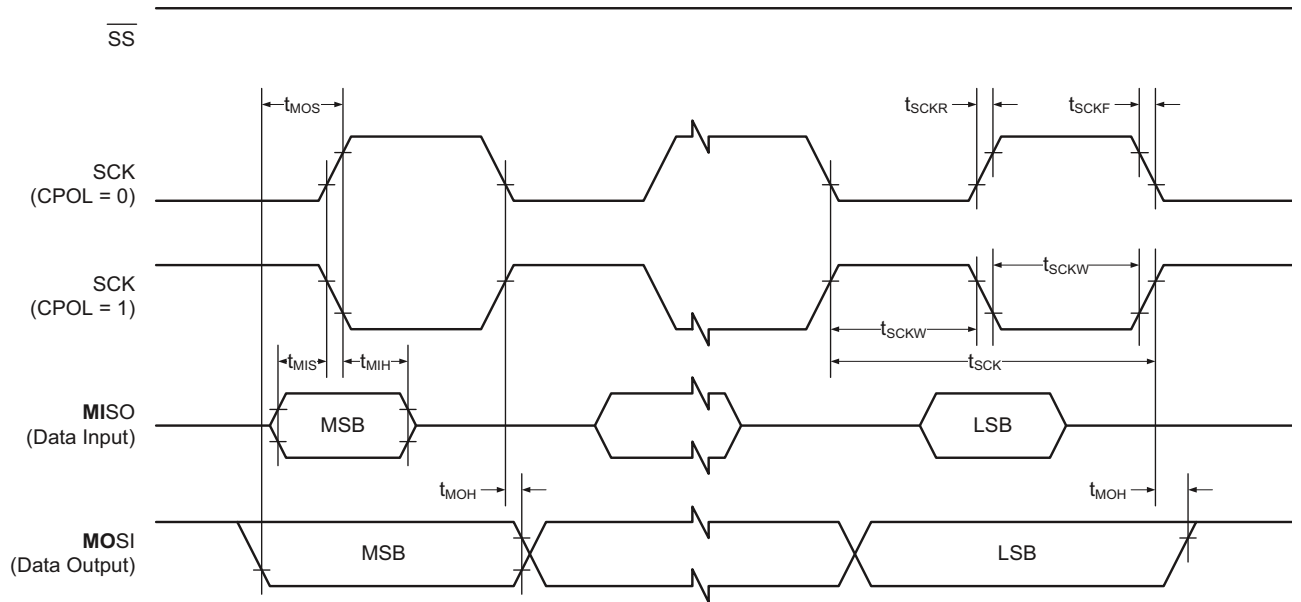 SS
tMOS
tSCKR
tSCKF
SCK
(CPOL = 0)
SCK
(CPOL = 1)
tSCKW
tSCKW
tSCK
tMIS
tMIH
MISO
(Data Input)
MSB
LSB
tMOH
tMOH
MOSI
(Data Output)
MSB
LSB